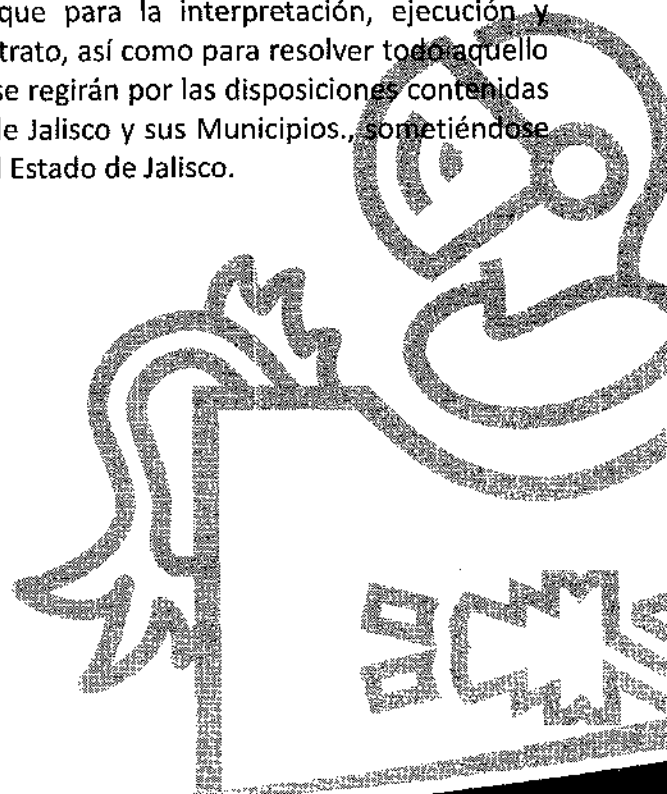 que para la interpretación, ejecución y
trato, así como para resolver todo aquello
se regirán por las disposiciones contenidas
de Jalisco y sus Municipios., sometiéndose
l Estado de Jalisco.